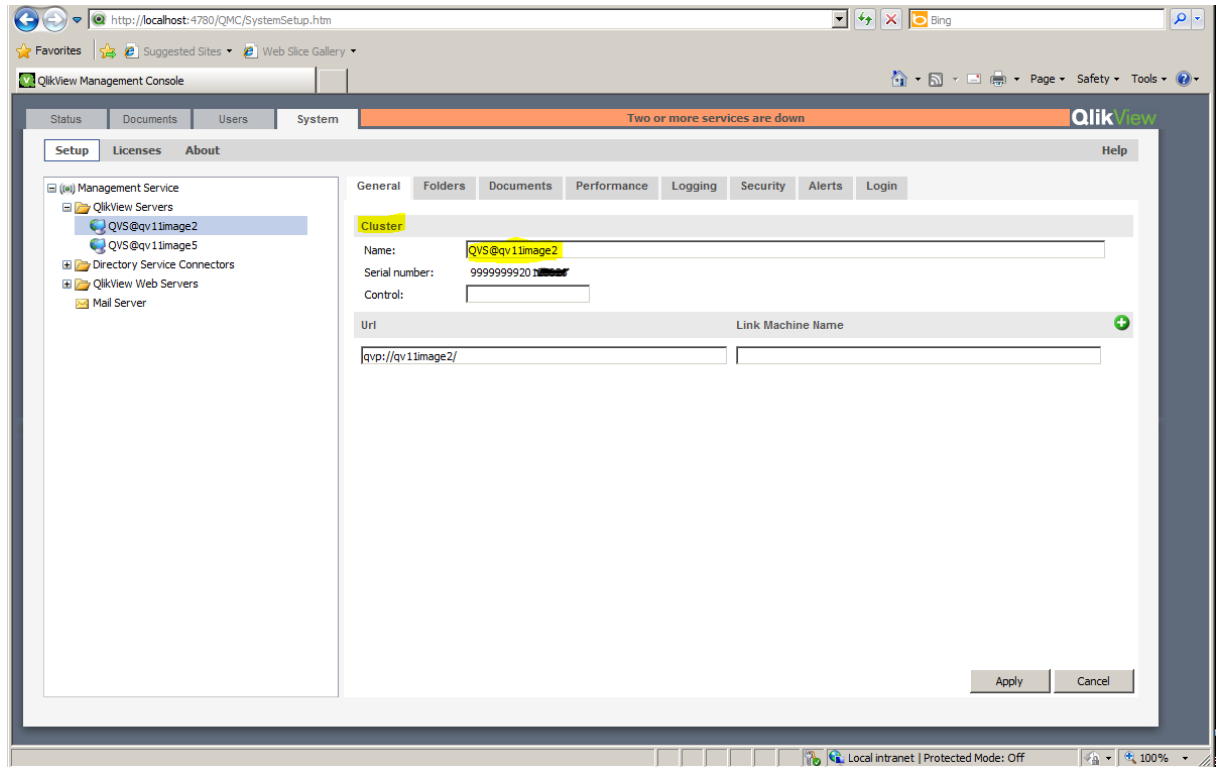 http://localhost:4780/QMC/SystemSetup.htm
Bing
Favorites Suggested Sites Web Slice Gallery
QlikView Management Console
Page Safety Tools
Status Documents Users System
Two or more services are down
QlikView
Setup Licenses About
Help
Management Service
QlikView Servers
QVS@qv11image2
QVS@qv11image5
Directory Service Connectors
QlikView Web Servers
Mail Server
General Folders Documents Performance Logging Security Alerts Login
Cluster
Name: QVS@qv11image2
Serial number: 9999999920
Control:
Url Link Machine Name
qvp://qv11image2/
Apply Cancel
Local intranet | Protected Mode: Off
100%